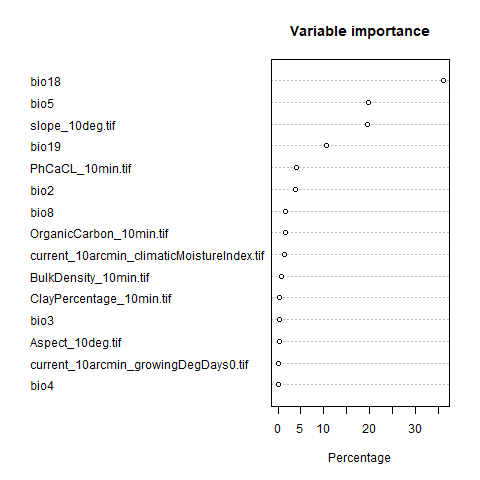 Variable importance
bio18
bio5
slope_10deg.tif
bio19
PhCaCL_10min.tif
bio2
bio8
OrganicCarbon_10min.tif
current_10arcmin_climaticMoistureIndex.tif
BulkDensity_10min.tif
ClayPercentage_10min.tif
bio3
Aspect_10deg.tif
current_10arcmin_growingDegDays0.tif
bio4
0 5 10 20 30
Percentage